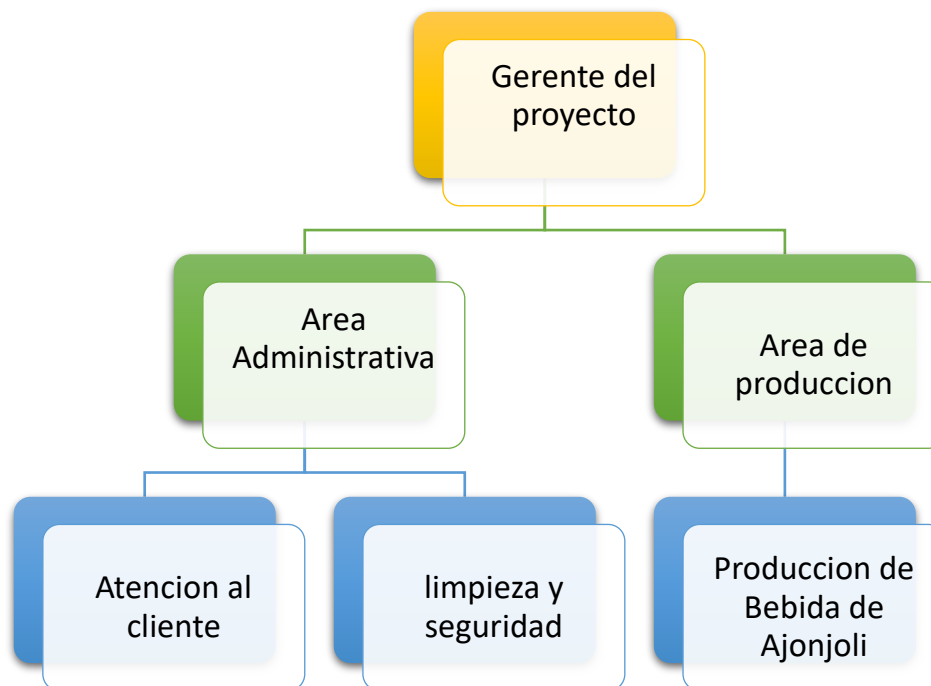 Gerente del
proyecto
Area
Administrativa
Area de
produccion
Atencion al
cliente
limpieza y
seguridad
Produccion de
Bebida de
Ajonjoli